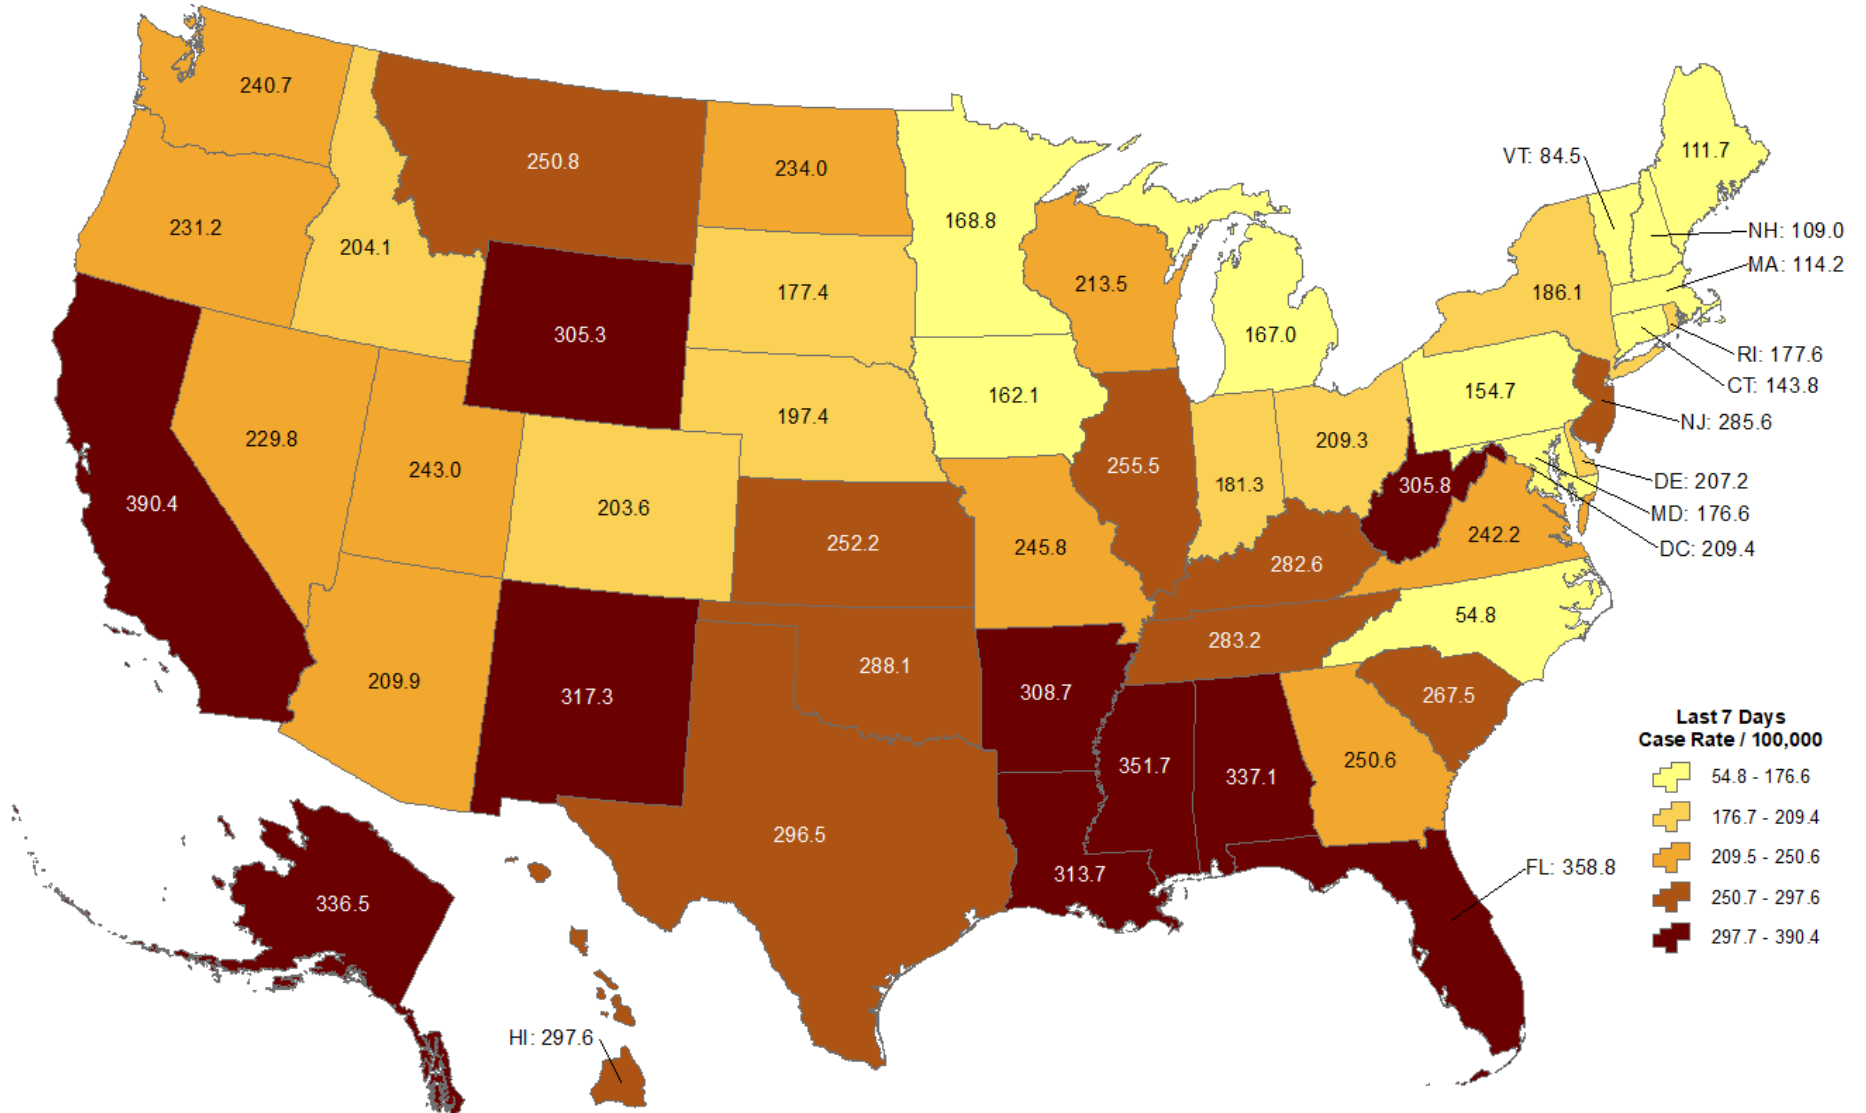 240.7
250.8
234.0
168.8
111.7
VT: 84.5
231.2
204.1
NH: 109.0
MA: 114.2
213.5
186.1
177.4
305.3
167.0
RI: 177.6
CT: 143.8
162.1
154.7
197.4
NJ: 285.6
229.8
243.0
209.3
255.5
181.3
305.8
DE: 207.2
390.4
203.6
MD: 176.6
252.2
245.8
242.2
DC: 209.4
282.6
54.8
283.2
288.1
209.9
317.3
308.7
267.5
Last 7 Days
Case Rate / 100,000
54.8 - 176.6
176.7 - 209.4
209.5 - 250.6
250.7 - 297.6
297.7 - 390.4
351.7
337.1
250.6
296.5
313.7
FL: 358.8
336.5
HI: 297.6